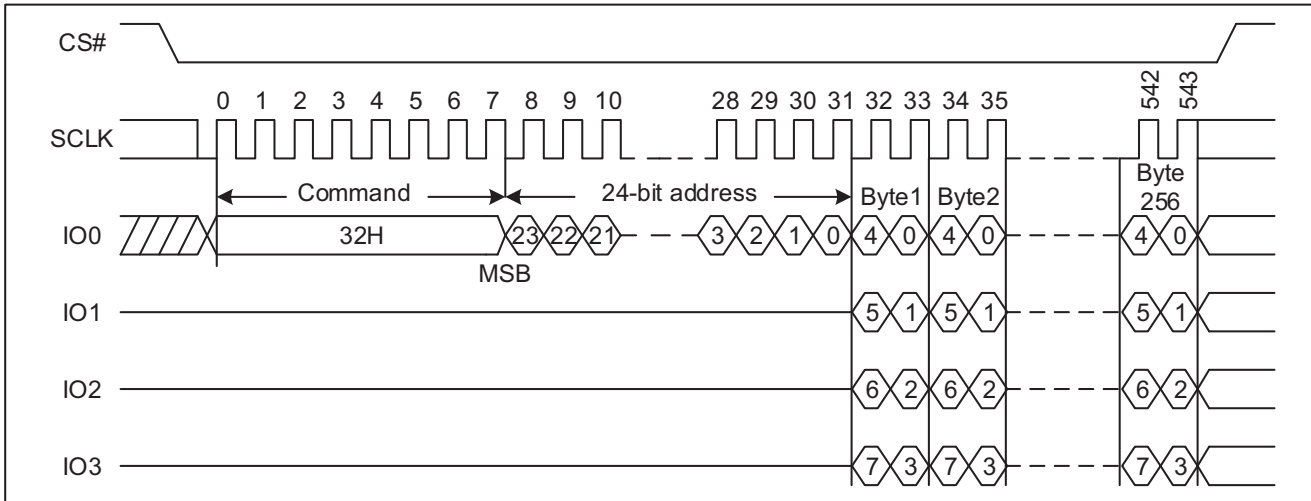 CS#
0 1 2 3 4 5 6 7 8 9 10 28 29 30 31 32 33 34 35 542 543
SCLK
Command 24-bit address Byte1 Byte2 Byte
256
IO0 32H 23 22 21 3 2 1 0 4 0 4 0 4 0
MSB
IO1 5 1 5 1 5 1
IO2 6 2 6 2 6 2
IO3 7 3 7 3 7 3